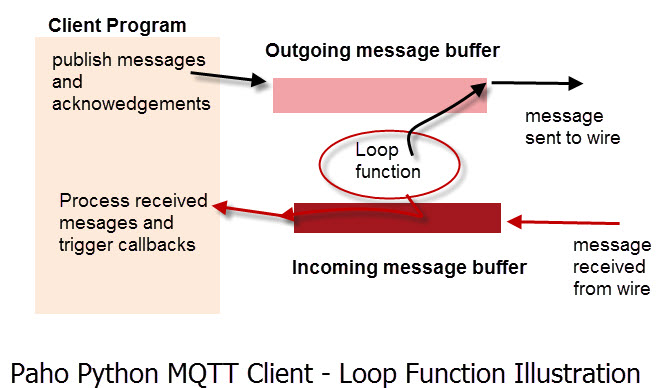 Client Program
publish messages
and
acknowedgements
Outgoing message buffer
message
sent to wire
Loop
function
Process received
mesages and
trigger callbacks
Incoming message buffer
message
received
from wire
Paho Python MQTT Client - Loop Function Illustration